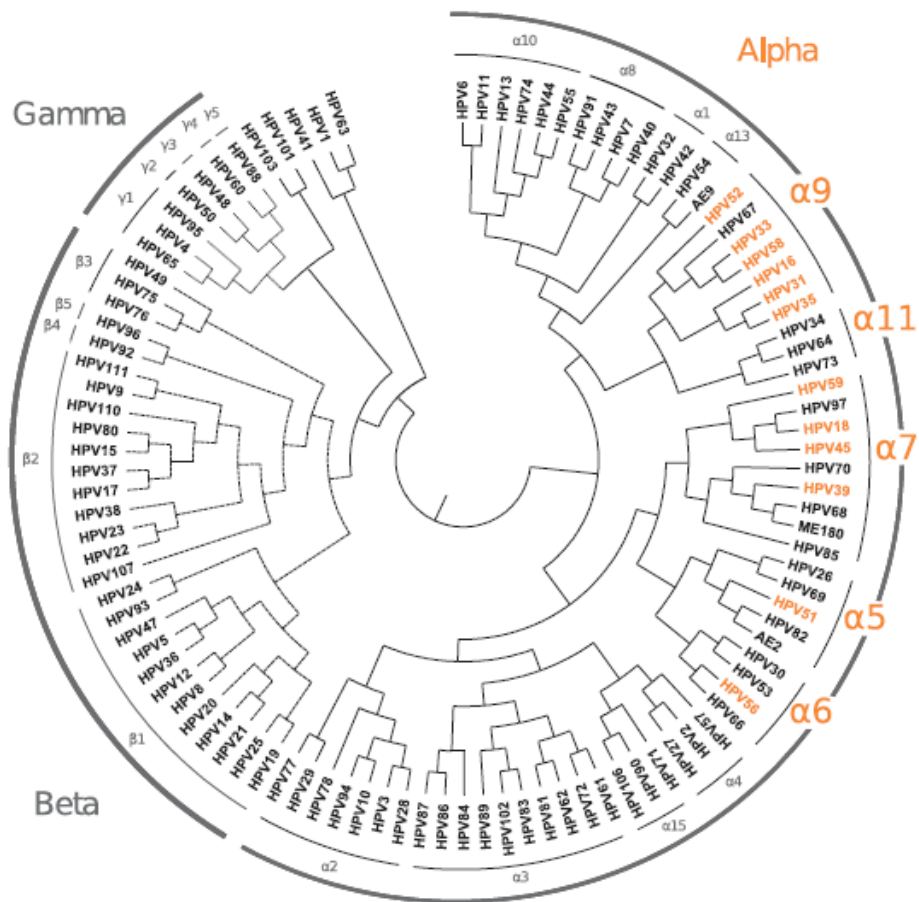 Alpha
Gamma
Beta
α10
α8
α1
α13
α9
α11
α7
α5
α6
α4
α15
α3
α2
β1
β2
β4
β5
β3
γ1
γ2
γ3
γ4
γ5
HPV6
HPV11
HPV13
HPV74
HPV44
HPV55
HPV91
HPV43
HPV7
HPV40
HPV32
HPV42
HPV54
AE9
HPV52
HPV67
HPV33
HPV58
HPV16
HPV31
HPV35
HPV34
HPV64
HPV73
HPV59
HPV97
HPV18
HPV45
HPV70
HPV39
HPV68
ME180
HPV85
HPV26
HPV69
HPV51
HPV82
AE2
HPV30
HPV53
HPV56
HPV66
HPV57
HPV2
HPV27
HPV71
HPV90
HPV106
HPV61
HPV72
HPV62
HPV81
HPV83
HPV102
HPV89
HPV84
HPV86
HPV87
HPV28
HPV3
HPV10
HPV94
HPV78
HPV29
HPV77
HPV19
HPV25
HPV21
HPV14
HPV20
HPV8
HPV12
HPV36
HPV5
HPV47
HPV93
HPV24
HPV107
HPV22
HPV23
HPV38
HPV17
HPV37
HPV15
HPV80
HPV110
HPV9
HPV111
HPV92
HPV96
HPV76
HPV75
HPV49
HPV65
HPV4
HPV95
HPV50
HPV48
HPV60
HPV88
HPV103
HPV101
HPV41
HPV1
HPV63